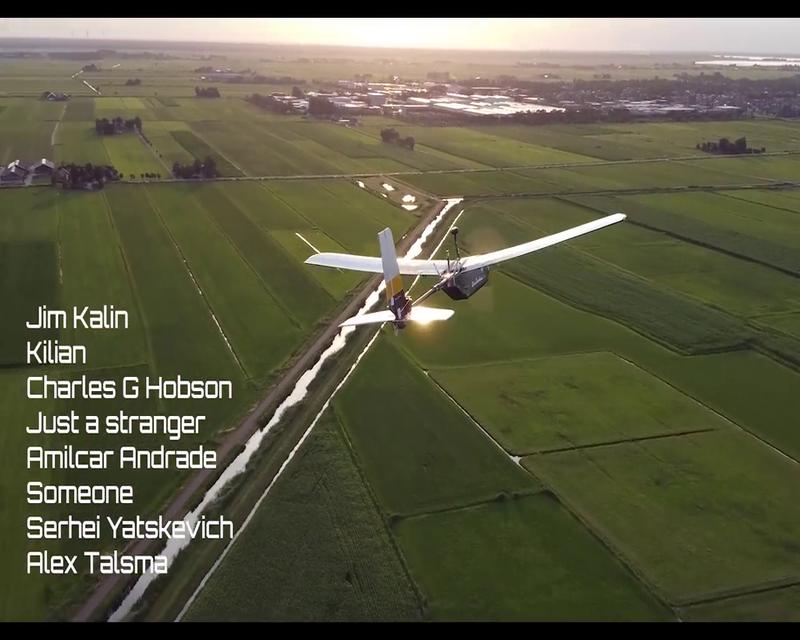 Jim Kalin
Kilian
Charles G Hobson
Just a stranger
Amilcar Andrade
Someone
Serhei Yatskevich
Alex Talsma